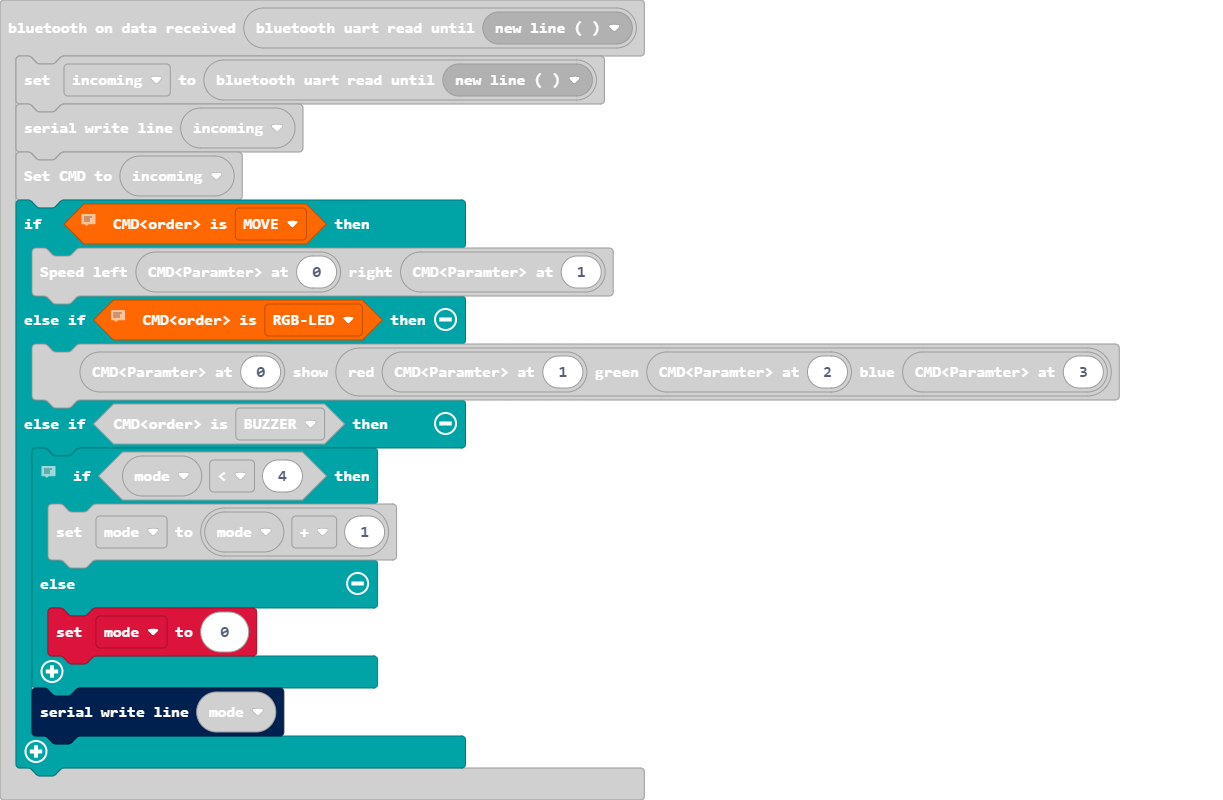 bluetooth on data received bluetooth uart read until new line ( )
set incoming to bluetooth uart read until new line ( )
serial write line incoming
Set CMD to incoming
if CMD<order> is MOVE then
Speed left CMD<Paramter> at 0 right CMD<Paramter> at 1
else if CMD<order> is RGB-LED then
CMD<Paramter> at 0 show red CMD<Paramter> at 1 green CMD<Paramter> at 2 blue CMD<Paramter> at 3
else if CMD<order> is BUZZER then
if mode < 4 then
set mode to mode + 1
else
set mode to 0
serial write line mode